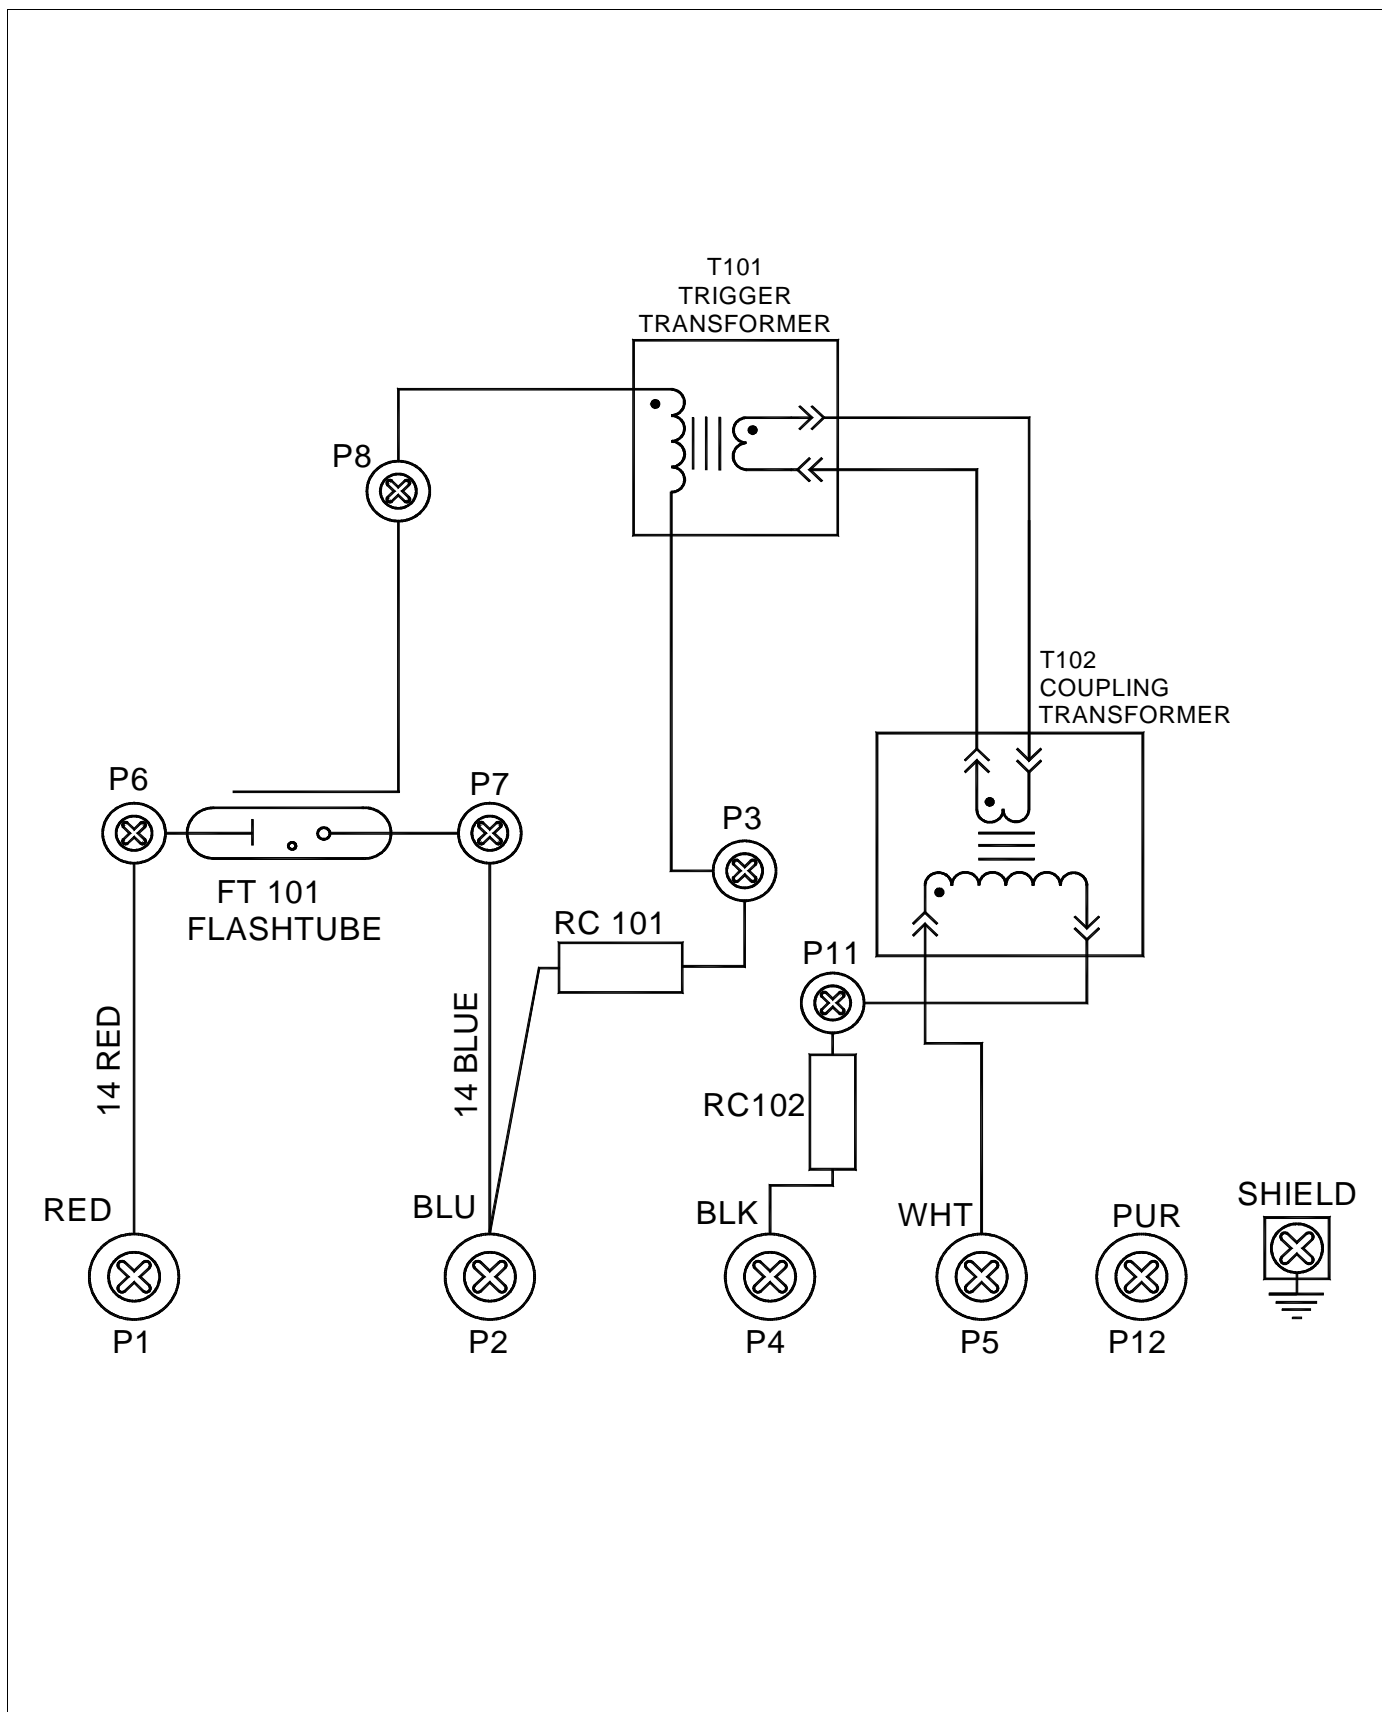 T101
TRIGGER
TRANSFORMER
P8
T102
COUPLING
TRANSFORMER
P6
P7
P3
FT 101
FLASHTUBE
RC 101
P11
14 RED
14 BLUE
RC102
RED
BLU
BLK
WHT
PUR
SHIELD
P1
P2
P4
P5
P12